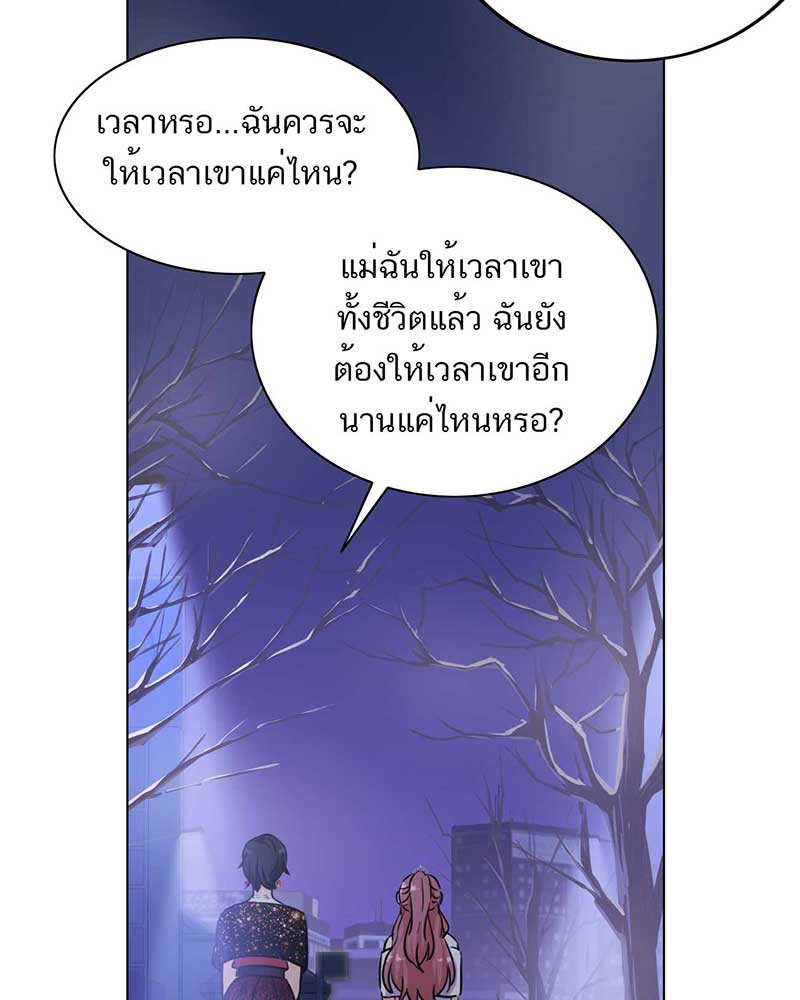 เวลาหรอ...ฉันควรจะ
ให้เวลาเขาแค่ไหน?
แม่ฉันให้เวลาเขา
ทั้งชีวิตแล้ว ฉันยัง
ต้องให้เวลาเขาอีก
นานแค่ไหนหรอ?